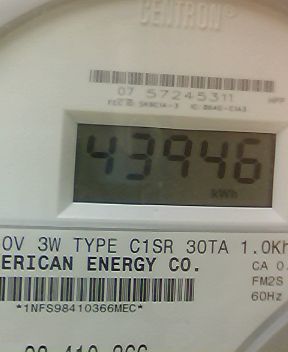 CENTRON®
07 57245311
43946
kWh
0V 3W TYPE C1SR 30TA 1.0Kh
ERICAN ENERGY CO.
CA 0.
FM2S
60Hz
*1NFS98410366MEC*